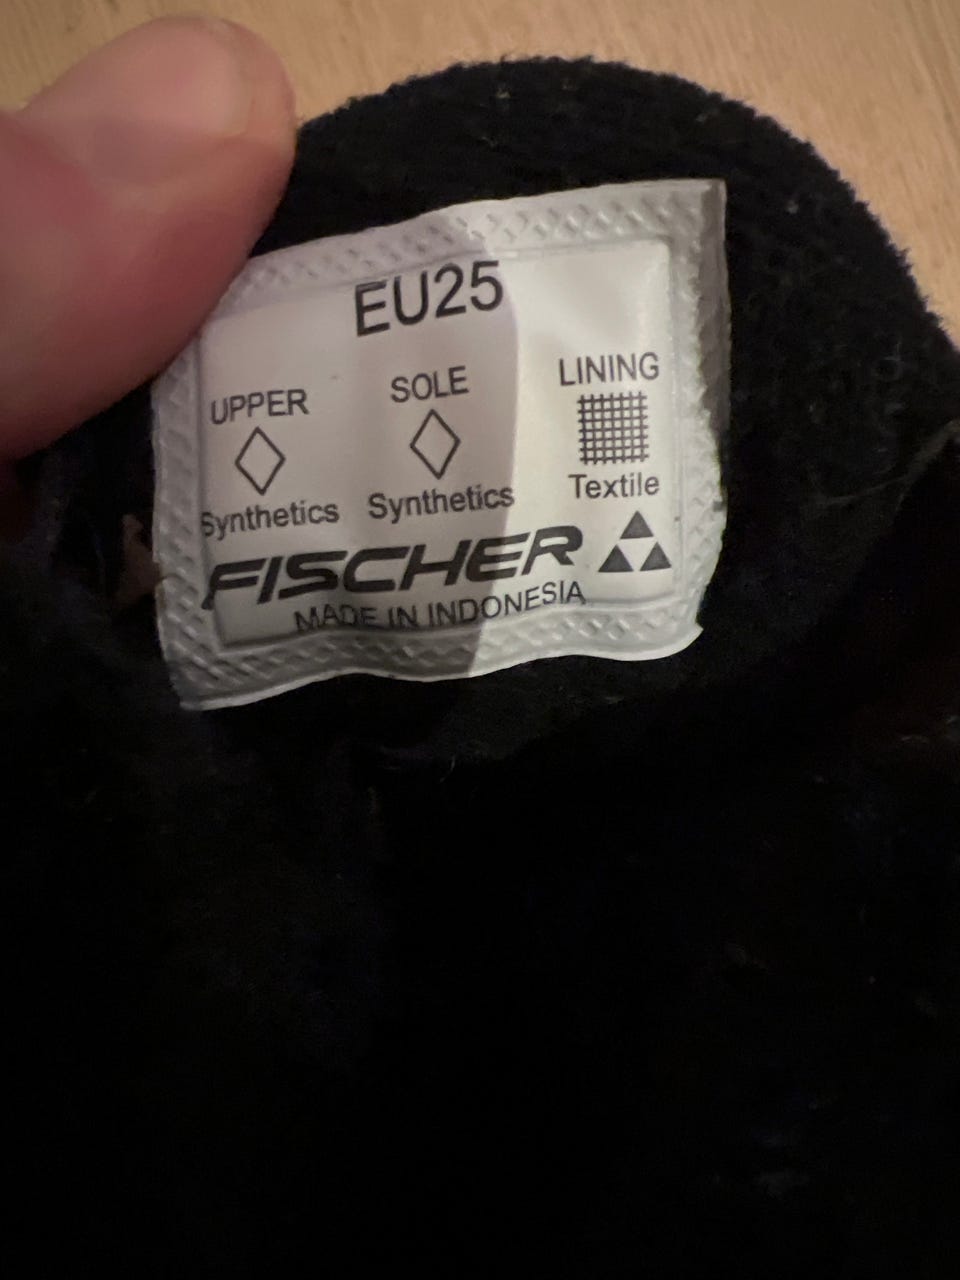 EU25
UPPER SOLE LINING
Synthetics Synthetics Textile
FISCHER
MADE IN INDONESIA